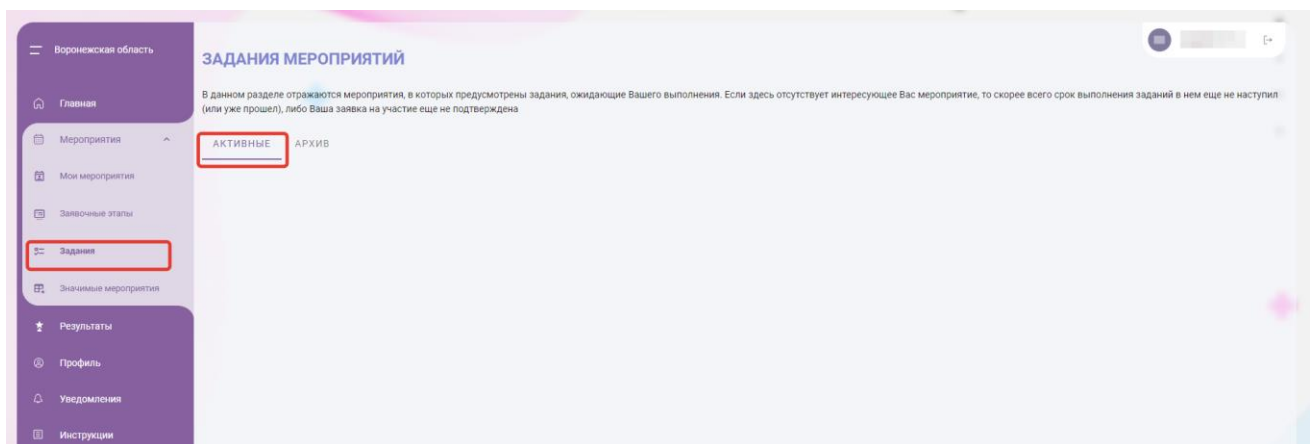 Воронежская область
Главная
Мероприятия
Мои мероприятия
Заявочные этапы
Задания
Значимые мероприятия
Результаты
Профиль
Уведомления
Инструкции
ЗАДАНИЯ МЕРОПРИЯТИЙ
В данном разделе отражаются мероприятия, в которых предусмотрены задания, ожидающие Вашего выполнения. Если здесь отсутствует интересующее Вас мероприятие, то скорее всего срок выполнения заданий в нем еще не наступил
(или уже прошел), либо Ваша заявка на участие еще не подтверждена
АКТИВНЫЕ АРХИВ